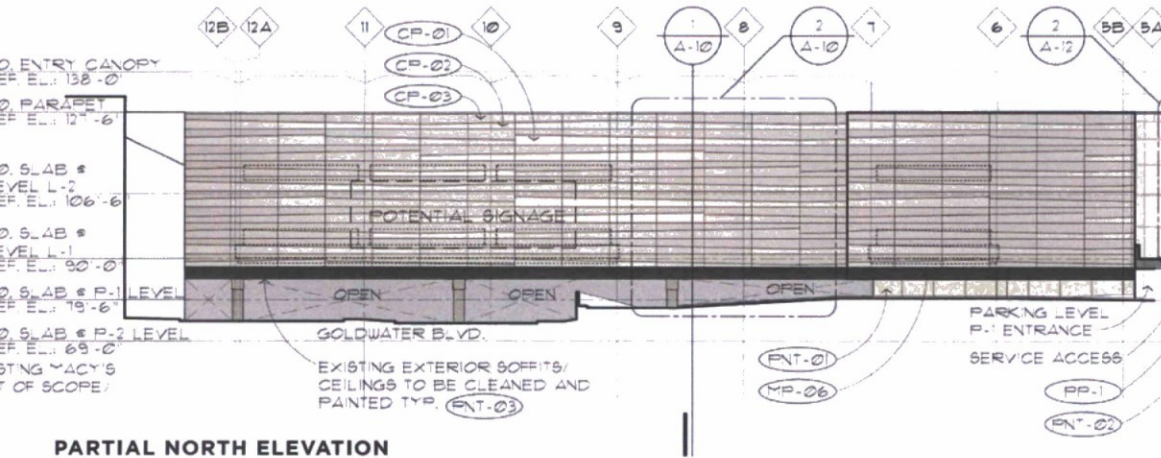 12B 12A 11 10 9 8 7 6 5B 5A
1
A-10
2
A-10
2
A-12
CP-01
CP-02
CP-03
O. ENTRY CANOPY
EF. EL.: 138'-0"
O. PARAPET
EF. EL.: 127'-6"
O. SLAB @
EVEL L-2
EF. EL.: 106'-6"
O. SLAB @
EVEL L-1
EF. EL.: 90'-0"
O. SLAB @ P-1 LEVEL
EF. EL.: 79'-6"
O. SLAB @ P-2 LEVEL
EF. EL.: 69'-0"
STING MACY'S
T OF SCOPE)
POTENTIAL SIGNAGE
OPEN
OPEN
OPEN
GOLDWATER BLVD.
EXISTING EXTERIOR SOFFITS/
CEILINGS TO BE CLEANED AND
PAINTED TYP. PNT-03
PNT-01
MP-06
PARKING LEVEL
P-1 ENTRANCE
SERVICE ACCESS
PP-1
PNT-02
PARTIAL NORTH ELEVATION